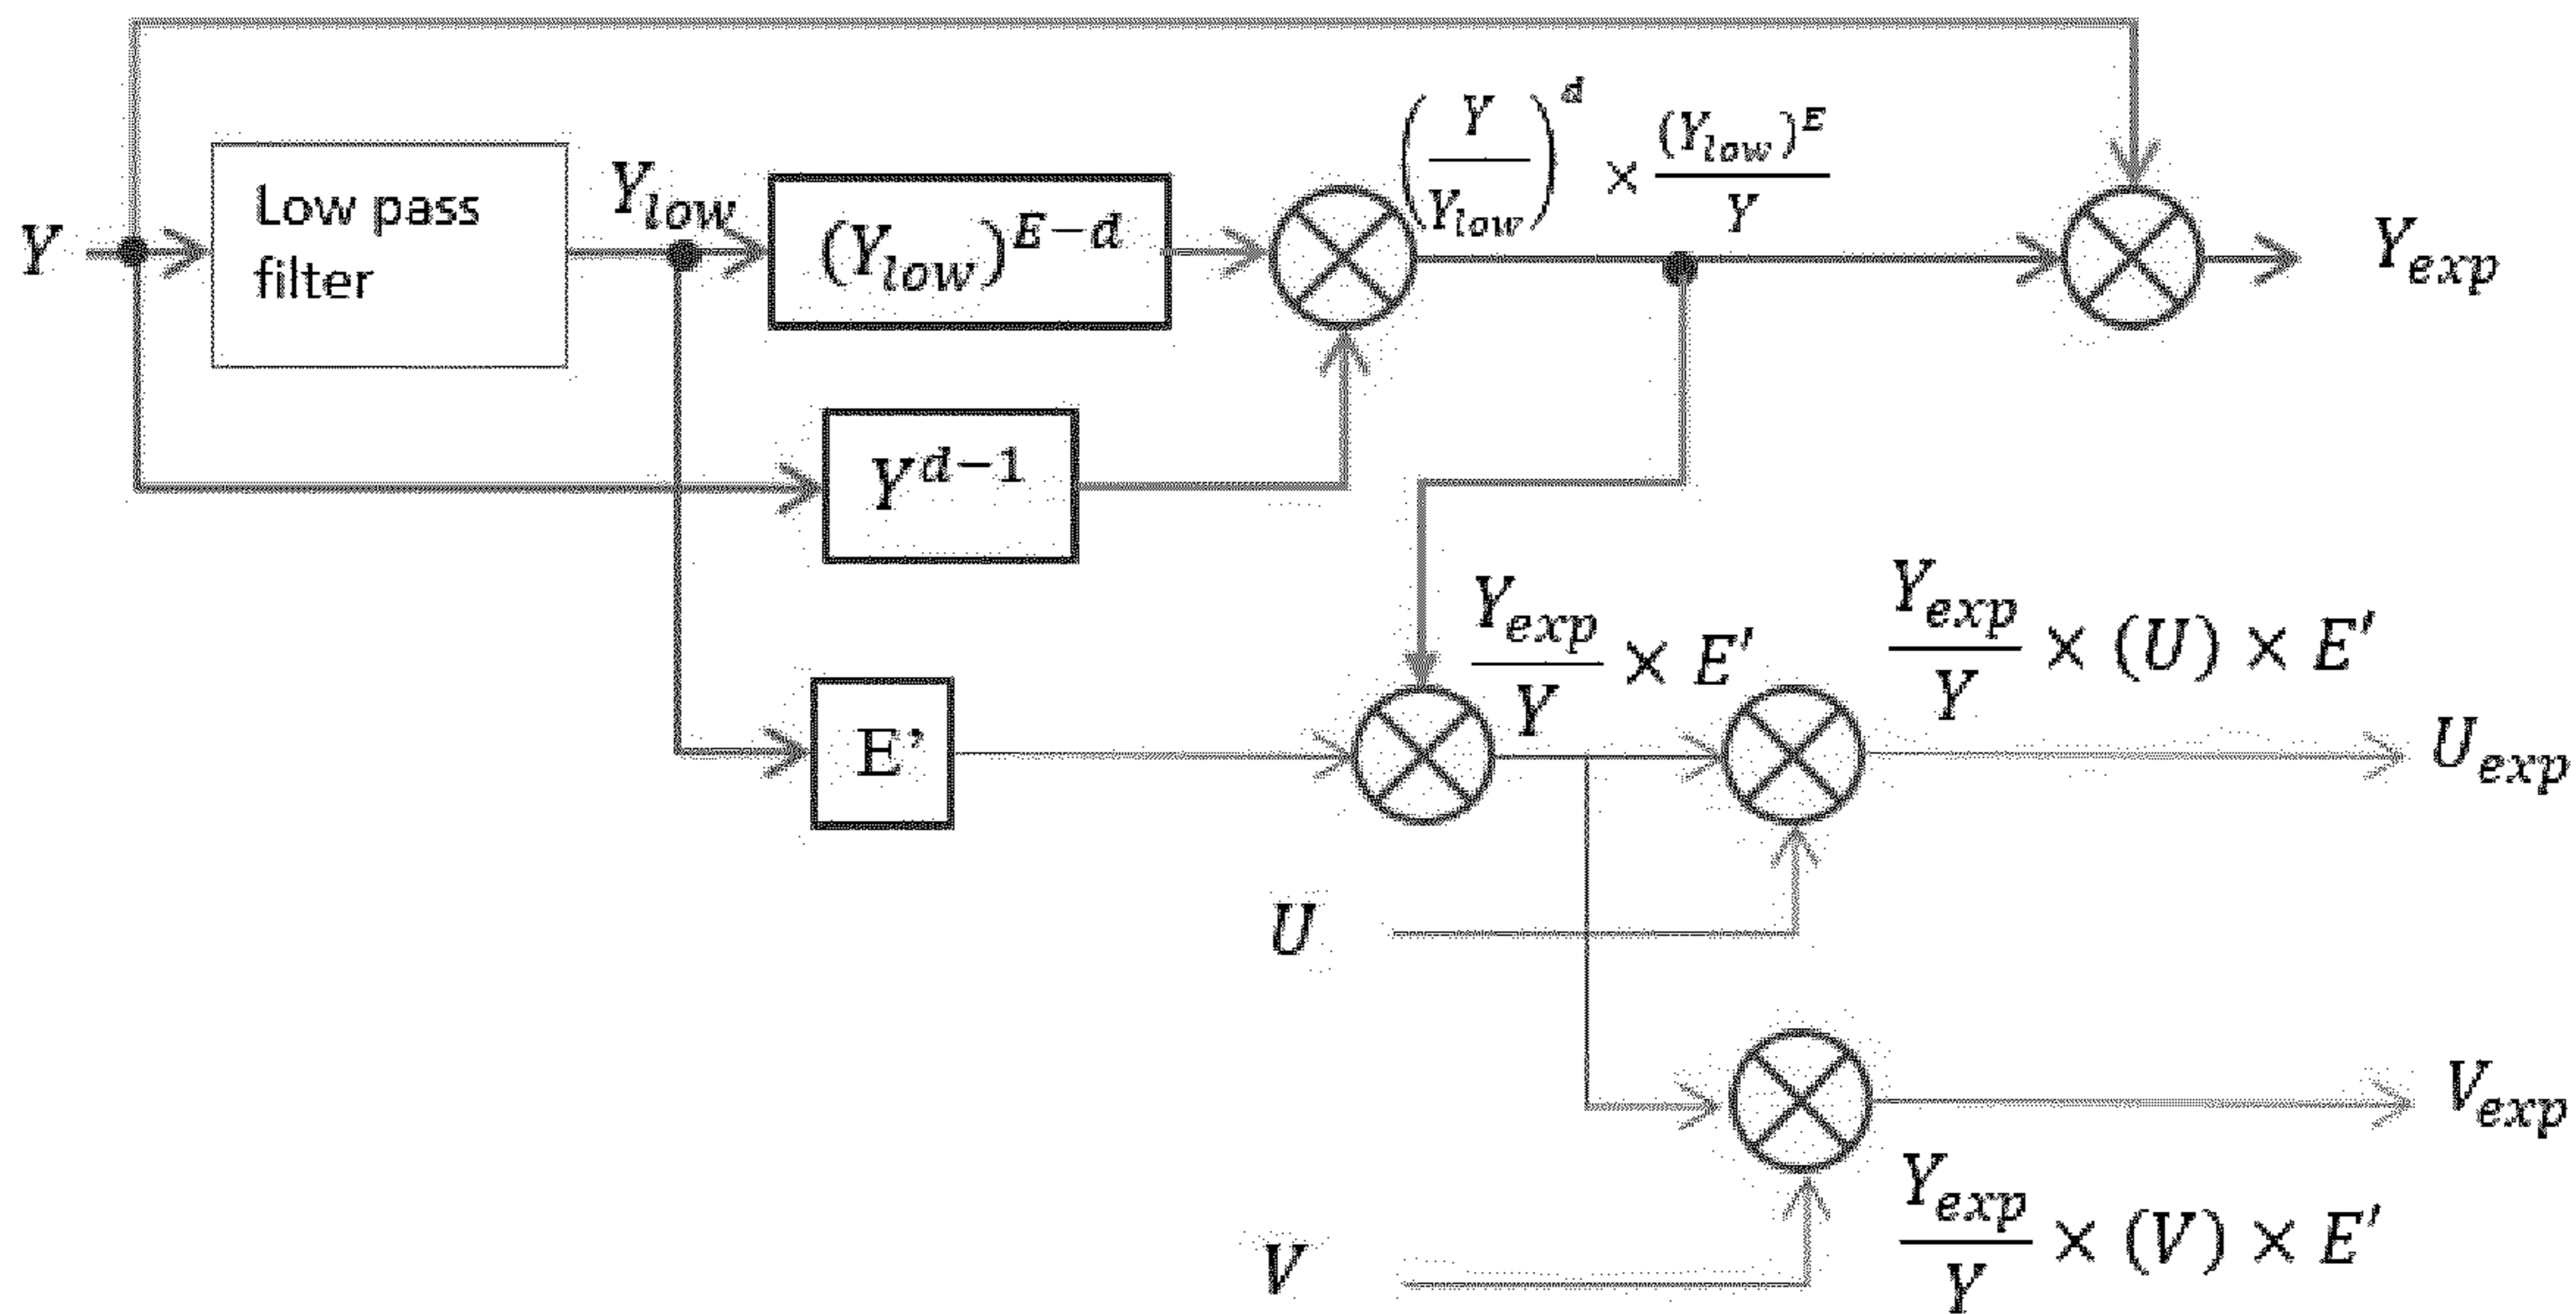 Y
Low pass
filter
Y_low
(Y_low)^{E-d}
(Y/Y_low)^d × (Y_low)^E/Y
Y_exp
Y^{d-1}
E’
Y_exp/Y × E′
Y_exp/Y × (U) × E′
U_exp
U
V_exp
V
Y_exp/Y × (V) × E′